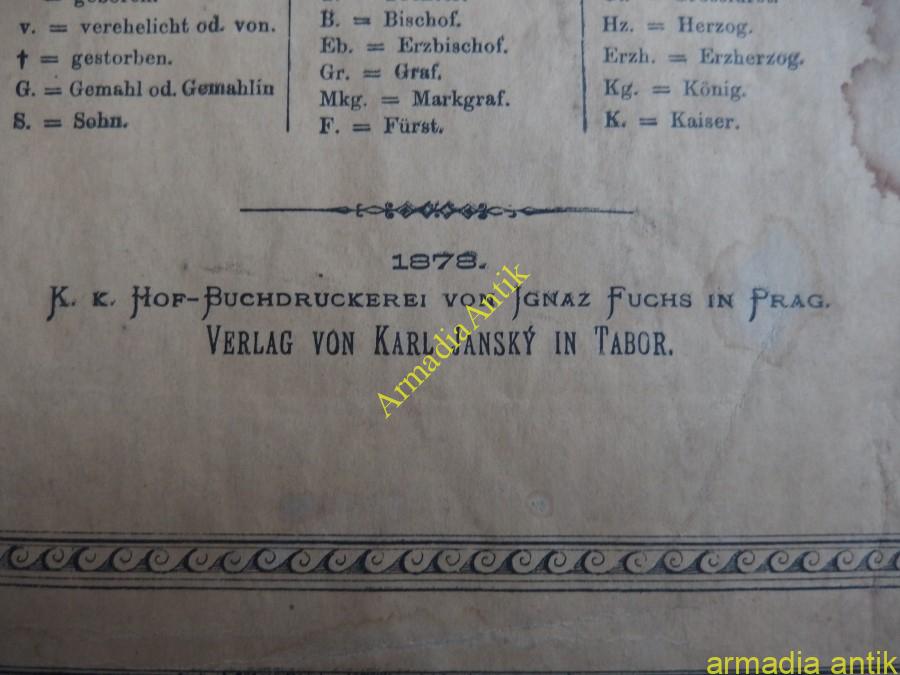 v. = verehelicht od. von.
† = gestorben.
G. = Gemahl od. Gemahlin
S. = Sohn.
B. = Bischof.
Eb. = Erzbischof.
Gr. = Graf.
Mkg. = Markgraf.
F. = Fürst.
Hz. = Herzog.
Erzh. = Erzherzog.
Kg. = König.
K. = Kaiser.
1878.
K. K. Hof-Buchdruckerei von Ignaz Fuchs in Prag.
Verlag von Karl Janský in Tabor.
Armadia Antik
armadia antik